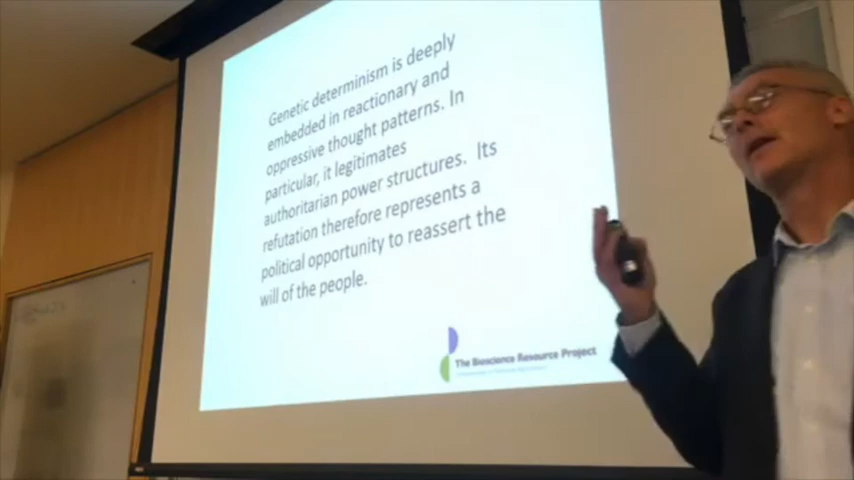 Genetic determinism is deeply
embedded in reactionary and
oppressive thought patterns. In
particular, it legitimates
authoritarian power structures. Its
refutation therefore represents a
political opportunity to reassert the
will of the people.
The Bioscience Resource Project